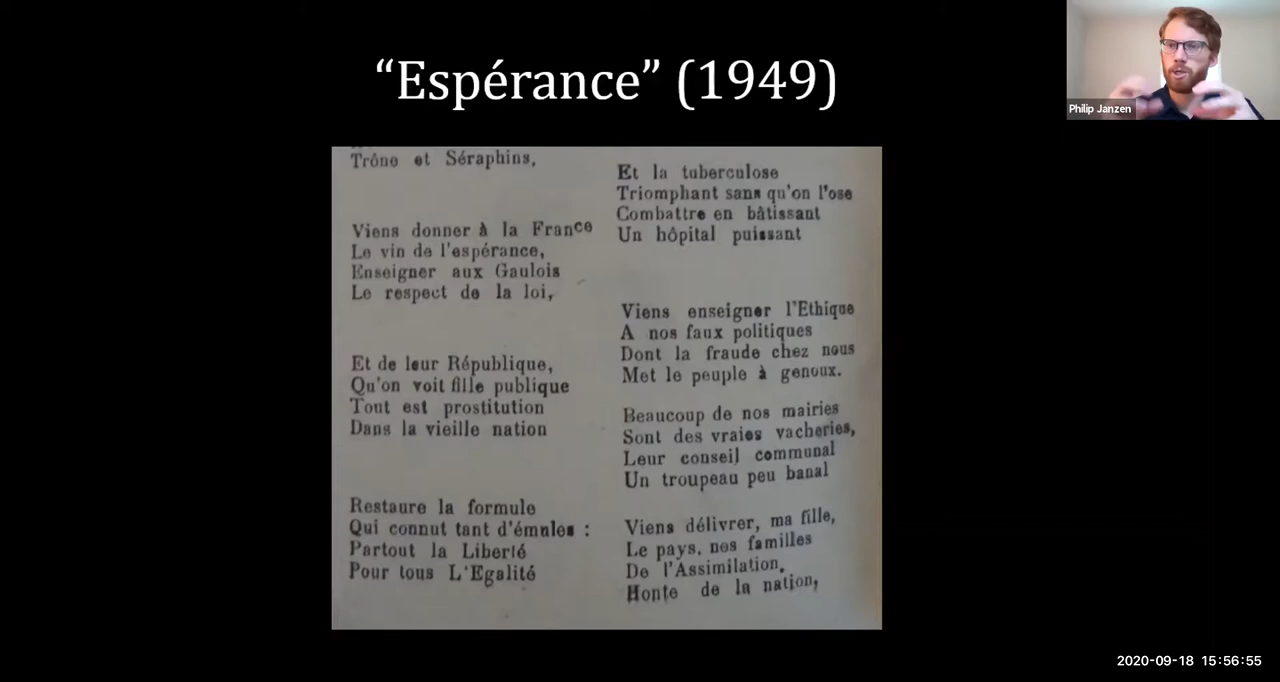 “Espérance” (1949)
Philip Janzen
Trône et Séraphins,
Viens donner à la France
Le vin de l'espérance,
Enseigner aux Gaulois
Le respect de la loi,
Et de leur République,
Qu'on voit fille publique
Tout est prostitution
Dans la vieille nation
Restaure la formule
Qui connut tant d'émules :
Partout la Liberté
Pour tous L'Egalité
Et la tuberculose
Triomphant sans qu'on l'ose
Combattre en bâtissant
Un hôpital puissant
Viens enseigner l'Ethique
A nos faux politiques
Dont la fraude chez nous
Met le peuple à genoux.
Beaucoup de nos mairies
Sont des vraies vacheries,
Leur conseil communal
Un troupeau peu banal
Viens délivrer, ma fille,
Le pays, nos familles
De l'Assimilation,
Honte de la nation,
2020-09-18 15:56:55